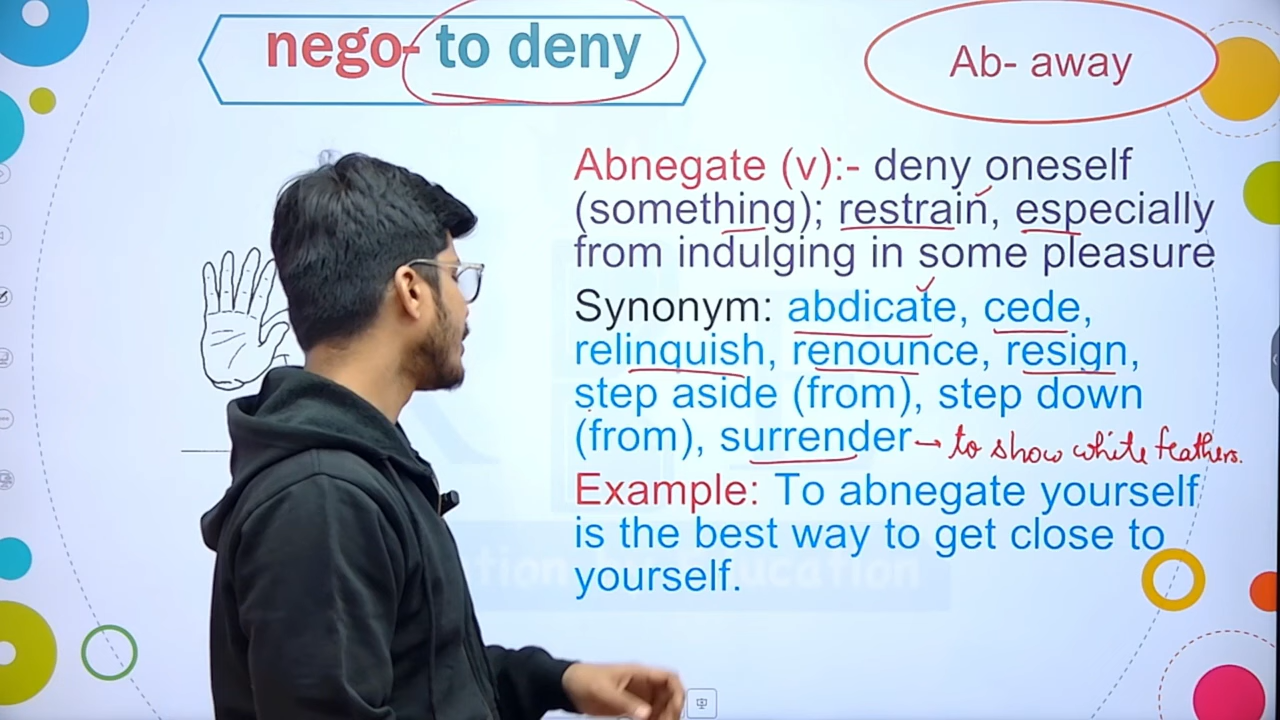 nego- to deny
Ab- away
Abnegate (v):- deny oneself
(something); restrain, especially
from indulging in some pleasure
Synonym: abdicate, cede,
relinquish, renounce, resign,
step aside (from), step down
(from), surrender → to show white feathers.
Example: To abnegate yourself
is the best way to get close to
yourself.